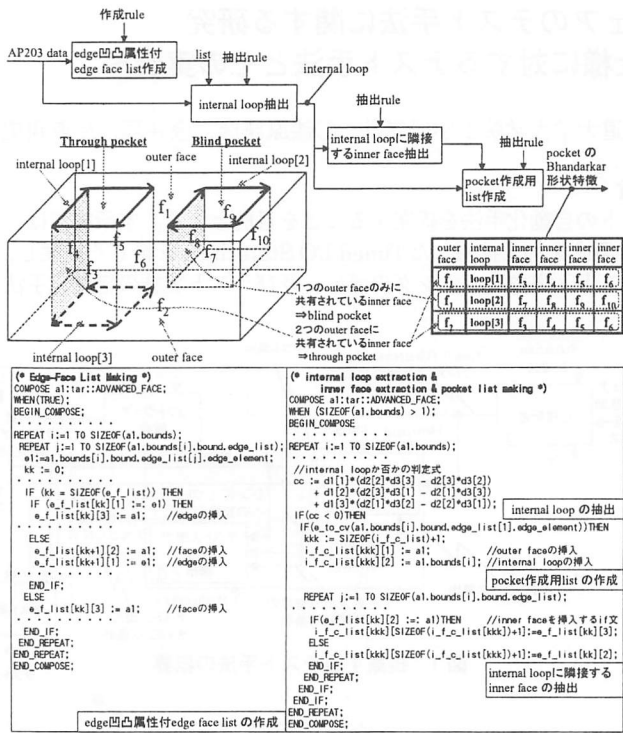 作成rule
AP203 data
edge凹凸属性付
edge face list作成
list
抽出rule
internal loop
internal loop抽出
抽出rule
internal loopに隣接
するinner face抽出
抽出rule
pocket作成用
list作成
pocket の
Bhandarkar
形状特徴
Through pocket
Blind pocket
internal loop[1]
outer face
internal loop[2]
f1
f9
f10
f8
f7
f5
f4
f6
f3
f2
internal loop[3]
outer face
1つのouter faceのみに
共有されているinner face
⇒blind pocket
2つのouter faceに
共有されているinner face
⇒through pocket
outer face internal loop inner face inner face inner face inner face
f1 loop[1] f3 f4 f5 f6
f1 loop[2] f7 f8 f9 f10
f2 loop[3] f3 f4 f5 f6
(* Edge-Face List Making *)
COMPOSE a1:tar::ADVANCED_FACE;
WHEN(TRUE);
BEGIN_COMPOSE;
. . . . . . . . . .
REPEAT i:=1 TO SIZEOF(a1.bounds);
REPEAT j:=1 TO SIZEOF(a1.bounds[i].bound.edge_list);
e1:=a1.bounds[i].bound.edge_list[j].edge_element;
kk := 0;
. . . . . . . . . .
IF (kk = SIZEOF(e_f_list)) THEN
IF (e_f_list[kk][1] := e1) THEN
e_f_list[kk][3] := a1; //edgeの挿入
. . . . . . . . . .
ELSE
e_f_list[kk+1][2] := a1; //faceの挿入
e_f_list[kk+1][1] := e1; //edgeの挿入
. . . . . . . . . .
END_IF;
ELSE
e_f_list[kk][3] := a1; //faceの挿入
. . . . . . . . . .
END_IF;
END_REPEAT;
END_REPEAT;
END_COMPOSE;
edge凹凸属性付edge face list の作成
(* internal loop extraction &
inner face extraction & pocket list making *)
COMPOSE a1:tar::ADVANCED_FACE;
WHEN (SIZEOF(a1.bounds) > 1);
BEGIN_COMPOSE
. . . . . . . . . .
REPEAT i:=1 TO SIZEOF(a1.bounds);
. . . . . . . . . .
//internal loopか否かの判定式
cc := d1[1]*(d2[2]*d3[3] - d2[3]*d3[2])
+ d1[2]*(d2[3]*d3[1] - d2[1]*d3[3])
+ d1[3]*(d2[1]*d3[2] - d2[2]*d3[1]);
IF(cc < 0)THEN
internal loop の抽出
IF(e_to_cv(a1.bounds[i].bound.edge_list[1].edge_element))THEN
kkk := SIZEOF(i_f_c_list)+1;
i_f_c_list[kkk][1] := a1; //outer faceの挿入
i_f_c_list[kkk][2] := a1.bounds[i]; //internal loopの挿入
pocket作成用list の作成
REPEAT j:=1 TO SIZEOF(a1.bounds[i].bound.edge_list);
. . . . . . . . . .
IF(e_f_list[kk][2] := a1)THEN //inner faceを挿入するif文
i_f_c_list[kkk][SIZEOF(i_f_c_list[kkk])+1]:=e_f_list[kk][3];
ELSE
i_f_c_list[kkk][SIZEOF(i_f_c_list[kkk])+1]:=e_f_list[kk][2];
END_IF;
END_REPEAT;
END_IF;
END_IF;
END_REPEAT;
END_COMPOSE;
internal loopに隣接する
inner face の抽出